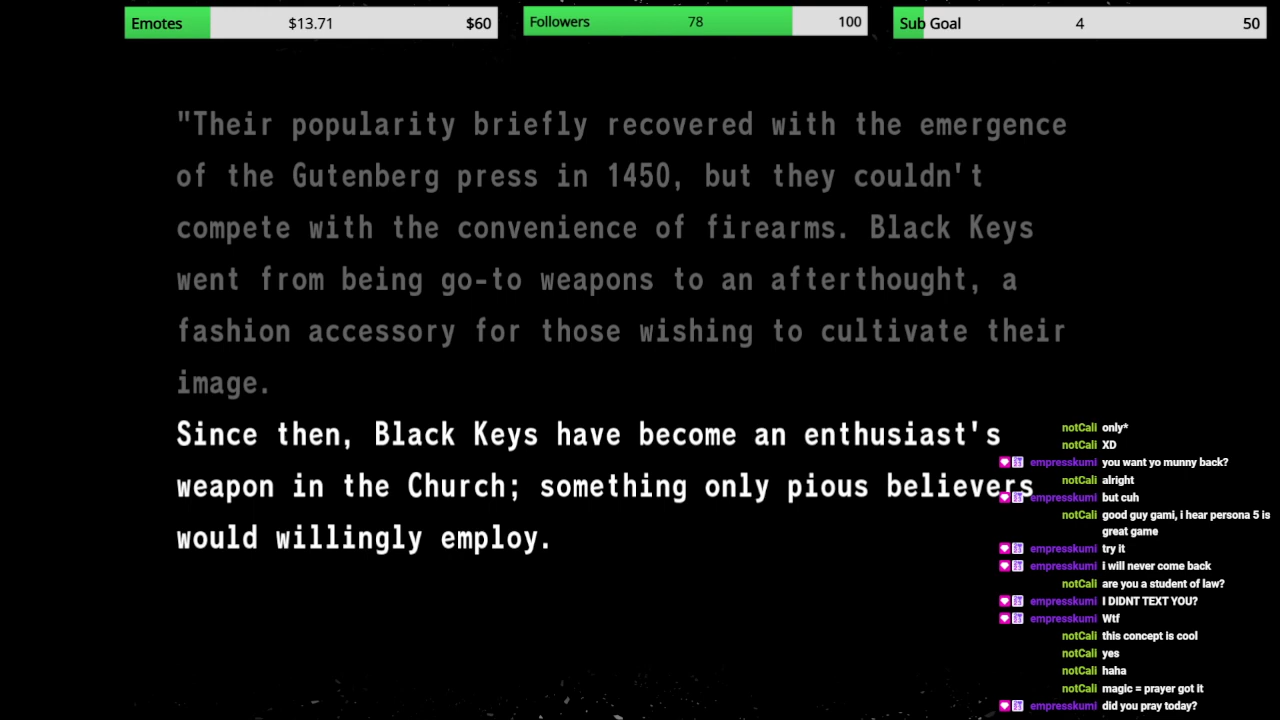 Emotes $13.71 $60
Followers 78 100
Sub Goal 4 50
"Their popularity briefly recovered with the emergence
of the Gutenberg press in 1450, but they couldn't
compete with the convenience of firearms. Black Keys
went from being go-to weapons to an afterthought, a
fashion accessory for those wishing to cultivate their
image.
Since then, Black Keys have become an enthusiast's
weapon in the Church; something only pious believers
would willingly employ.
notCali only*
notCali XD
empresskumi you want yo munny back?
notCali alright
empresskumi but cuh
notCali good guy gami, i hear persona 5 is
great game
empresskumi try it
empresskumi i will never come back
notCali are you a student of law?
empresskumi I DIDNT TEXT YOU?
empresskumi Wtf
notCali this concept is cool
notCali yes
notCali haha
notCali magic = prayer got it
empresskumi did you pray today?